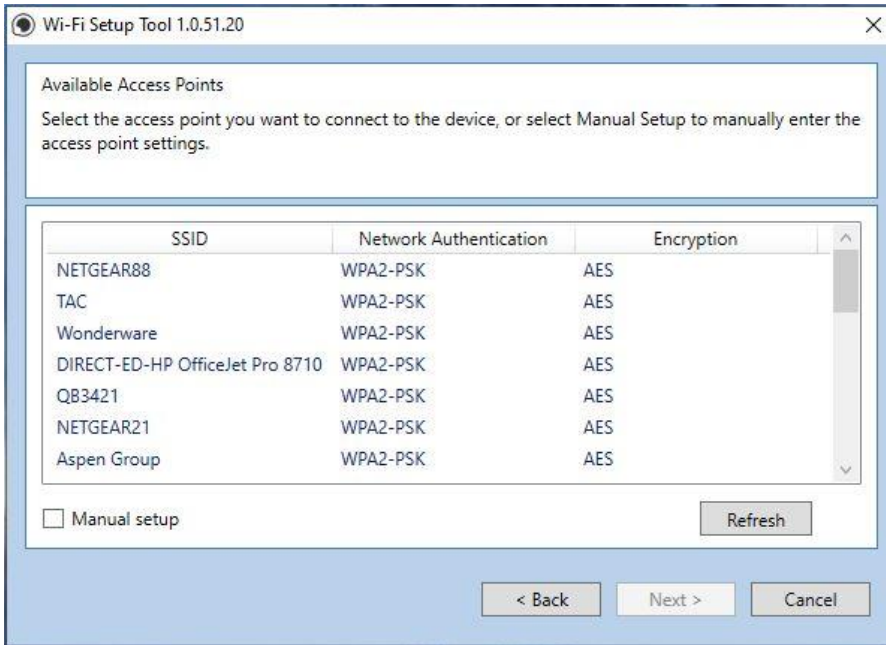 Wi-Fi Setup Tool 1.0.51.20
Available Access Points
Select the access point you want to connect to the device, or select Manual Setup to manually enter the
access point settings.
SSID Network Authentication Encryption
NETGEAR88 WPA2-PSK AES
TAC WPA2-PSK AES
Wonderware WPA2-PSK AES
DIRECT-ED-HP OfficeJet Pro 8710 WPA2-PSK AES
QB3421 WPA2-PSK AES
NETGEAR21 WPA2-PSK AES
Aspen Group WPA2-PSK AES
Manual setup Refresh
< Back Next > Cancel